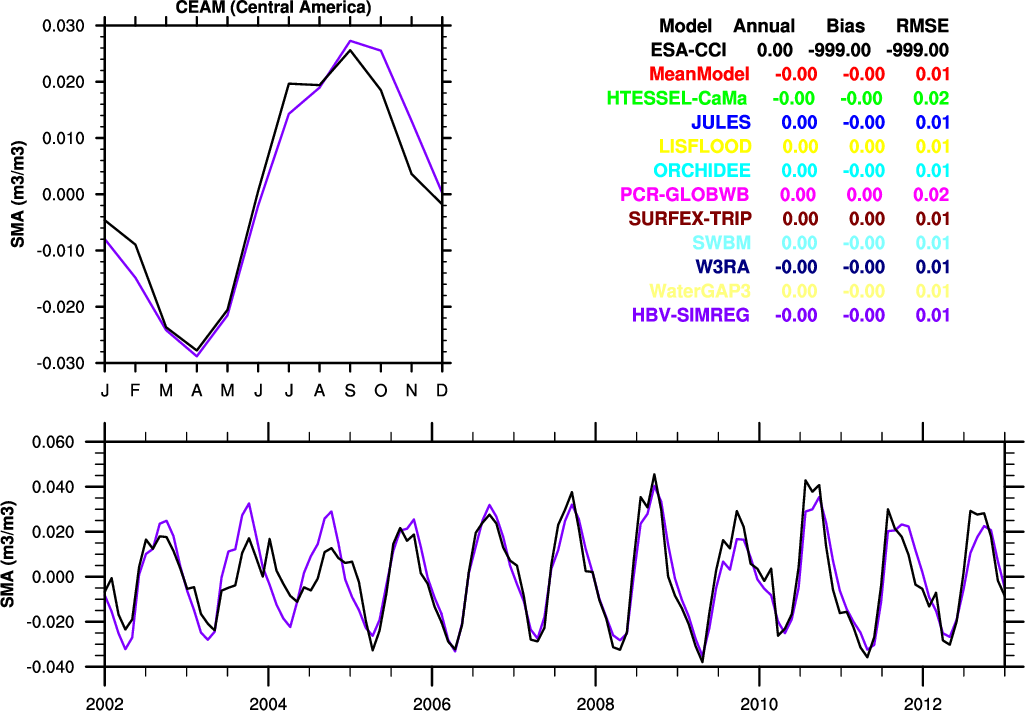 CEAM (Central America)
0.030
0.020
0.010
0.000
-0.010
-0.020
-0.030
SMA (m3/m3)
J F M A M J J A S O N D
Model Annual Bias RMSE
ESA-CCI 0.00 -999.00 -999.00
MeanModel -0.00 -0.00 0.01
HTESSEL-CaMa -0.00 -0.00 0.02
JULES 0.00 -0.00 0.01
LISFLOOD 0.00 0.00 0.01
ORCHIDEE 0.00 -0.00 0.01
PCR-GLOBWB 0.00 0.00 0.02
SURFEX-TRIP 0.00 0.00 0.01
SWBM 0.00 -0.00 0.01
W3RA -0.00 -0.00 0.01
WaterGAP3 0.00 -0.00 0.01
HBV-SIMREG -0.00 -0.00 0.01
0.060
0.040
0.020
0.000
-0.020
-0.040
SMA (m3/m3)
2002 2004 2006 2008 2010 2012